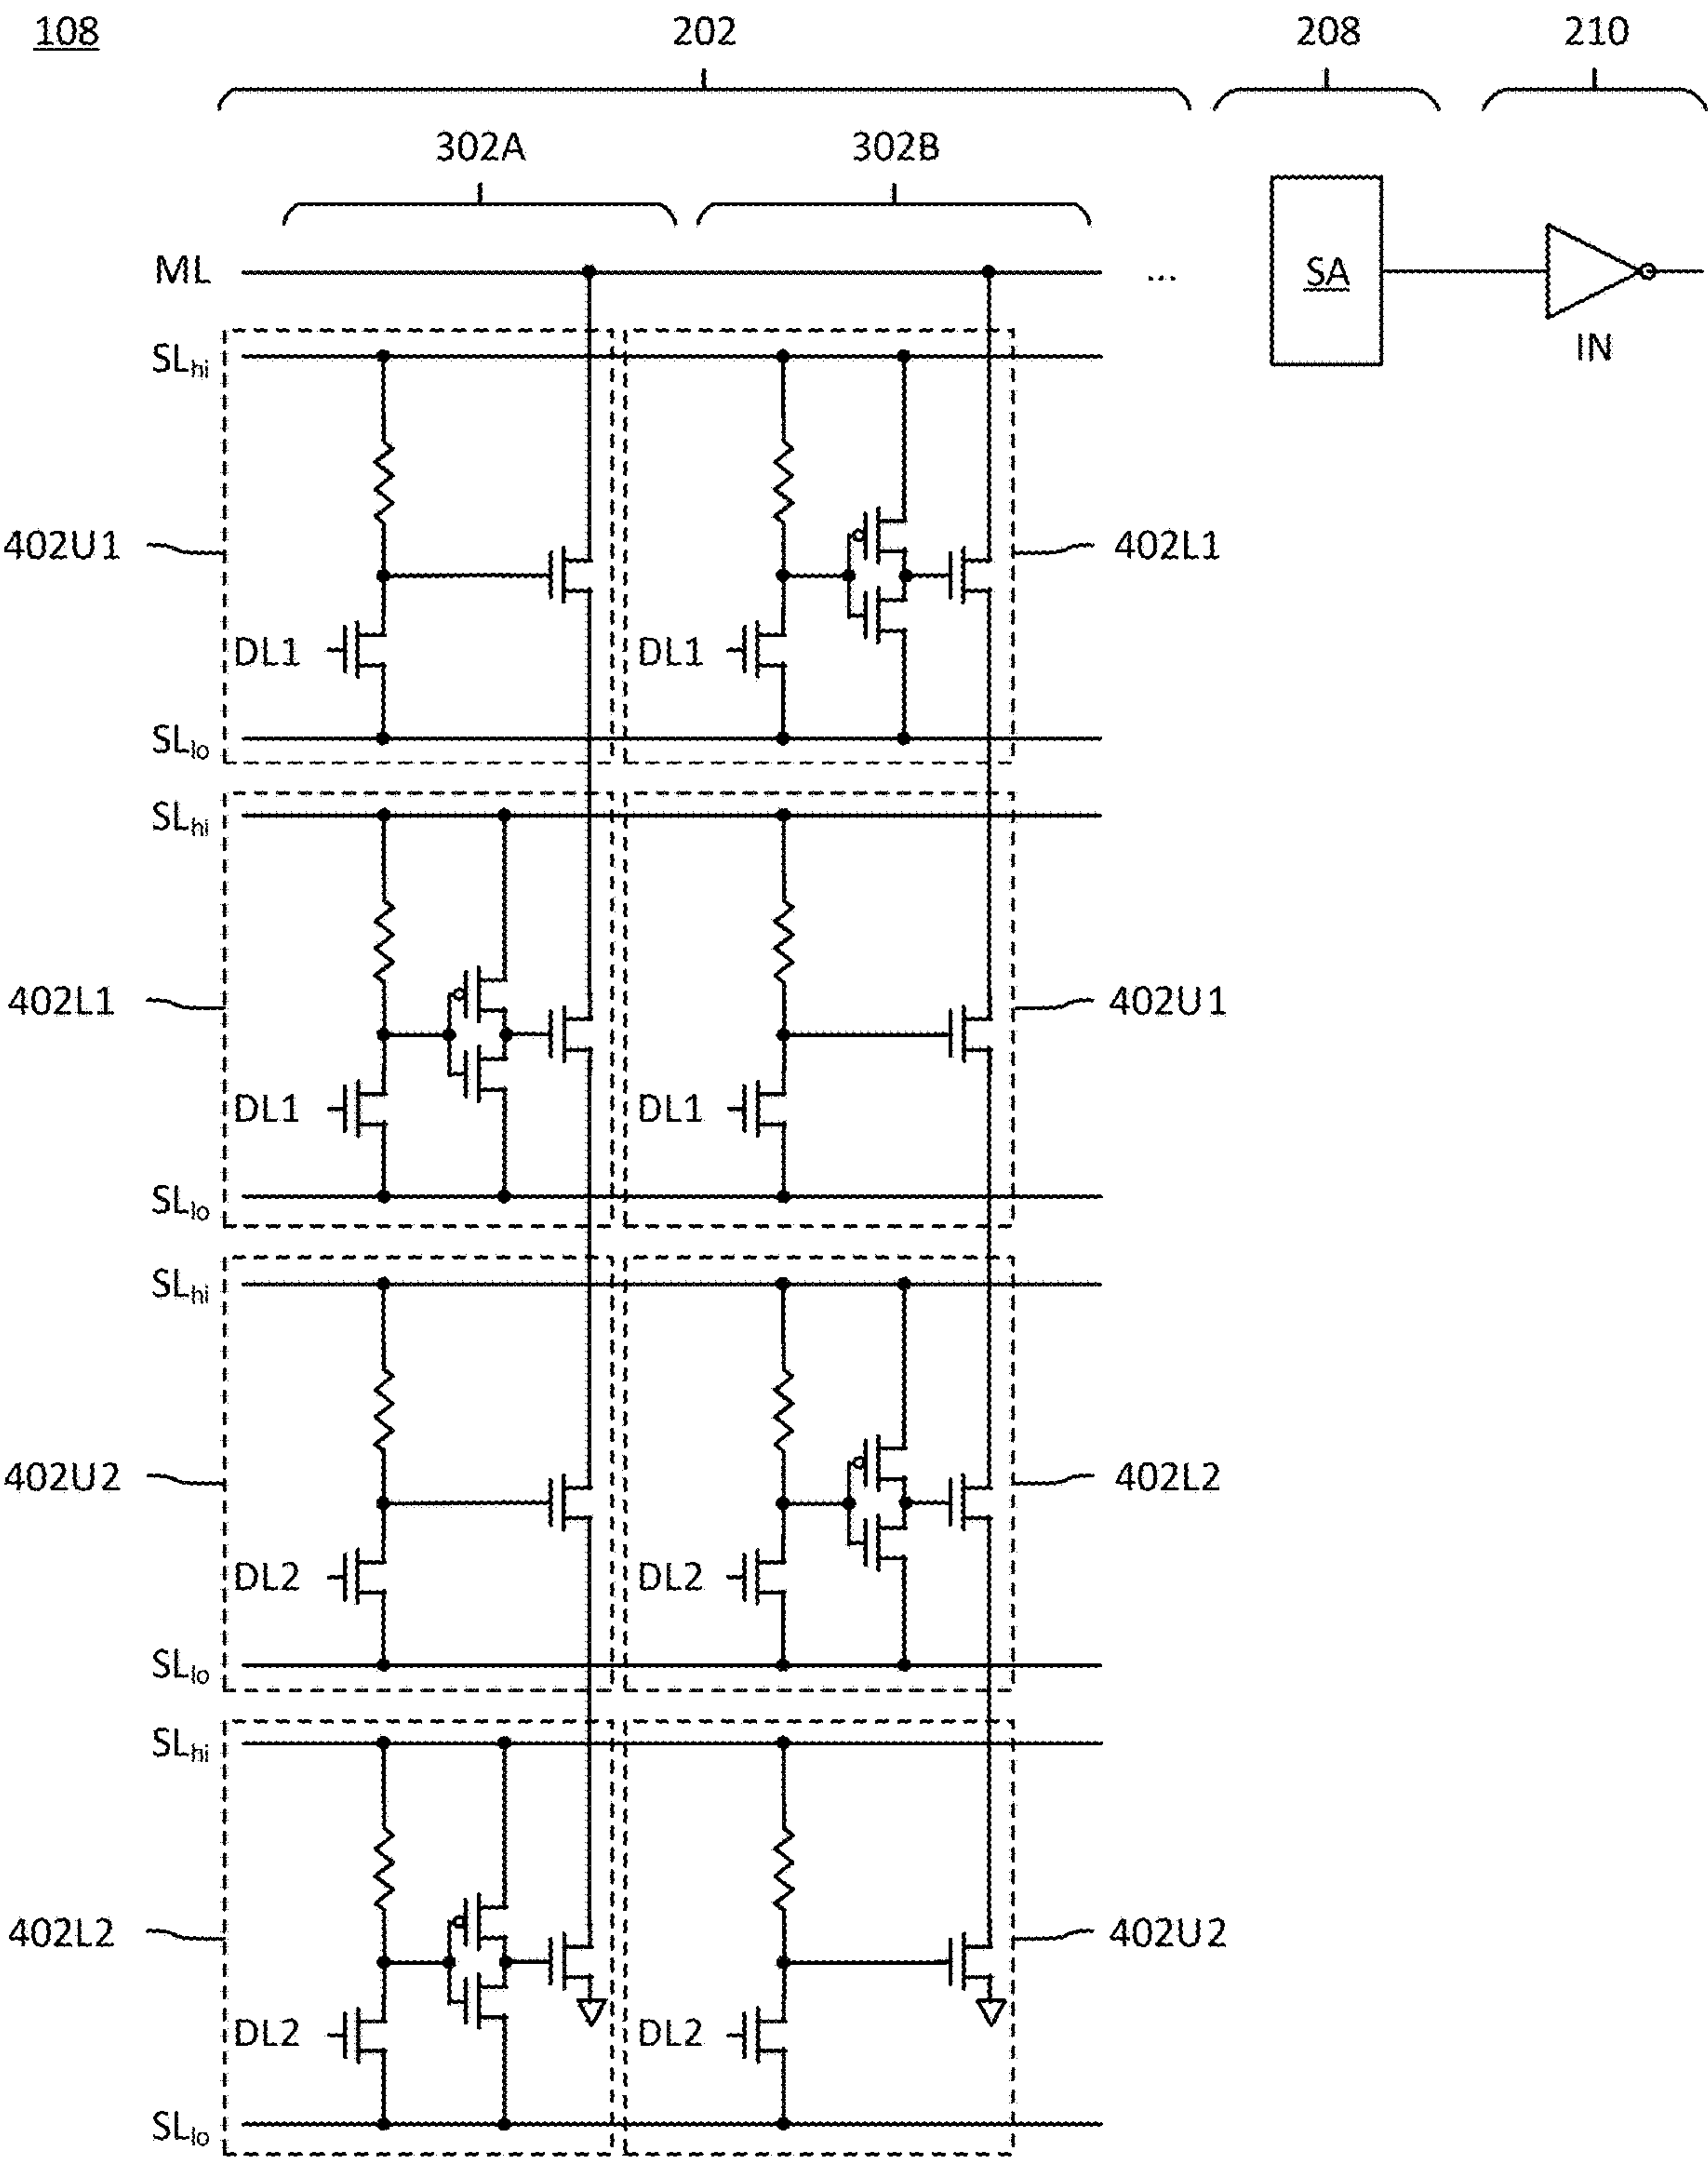 108 202 208 210
302A 302B
ML ... SA
IN
SLhi
402U1 402L1
DL1 DL1
SLlo
SLhi
402L1 402U1
DL1 DL1
SLlo
SLhi
402U2 402L2
DL2 DL2
SLlo
SLhi
402L2 402U2
DL2 DL2
SLlo